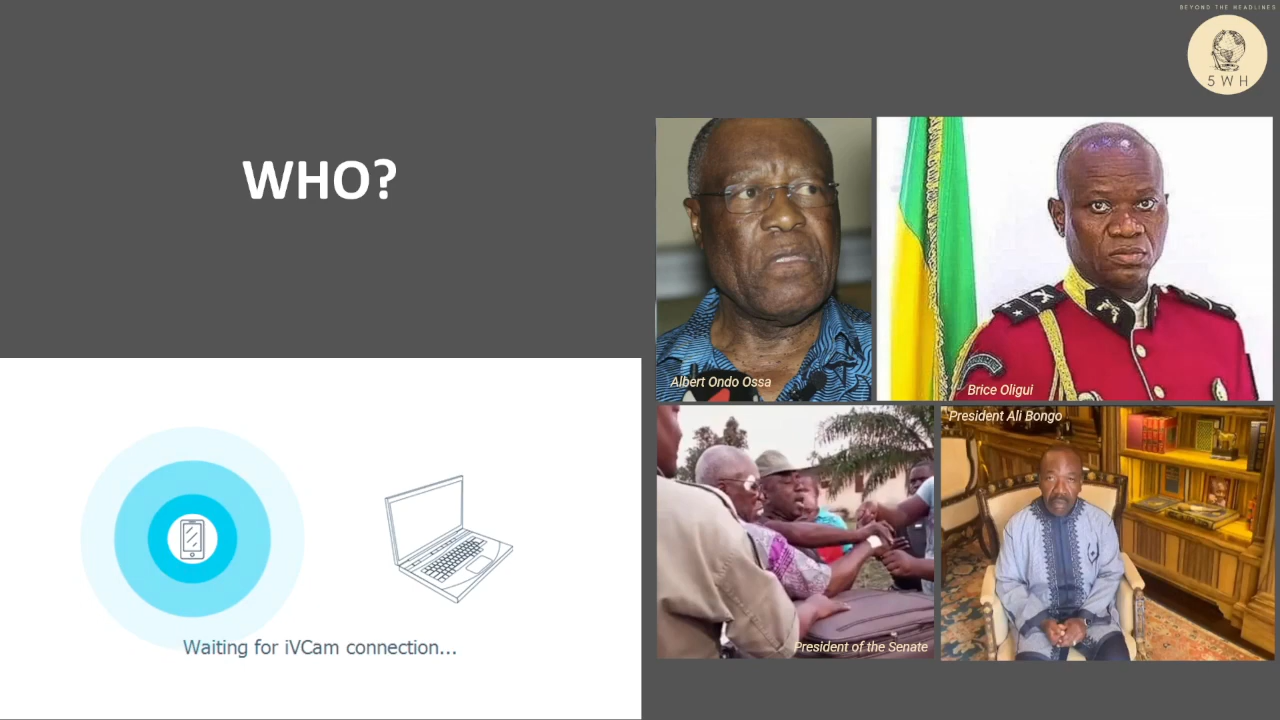 BEYOND THE HEADLINES
5WH
WHO?
Albert Ondo Ossa
Brice Oligui
President Ali Bongo
President of the Senate
Waiting for iVCam connection...